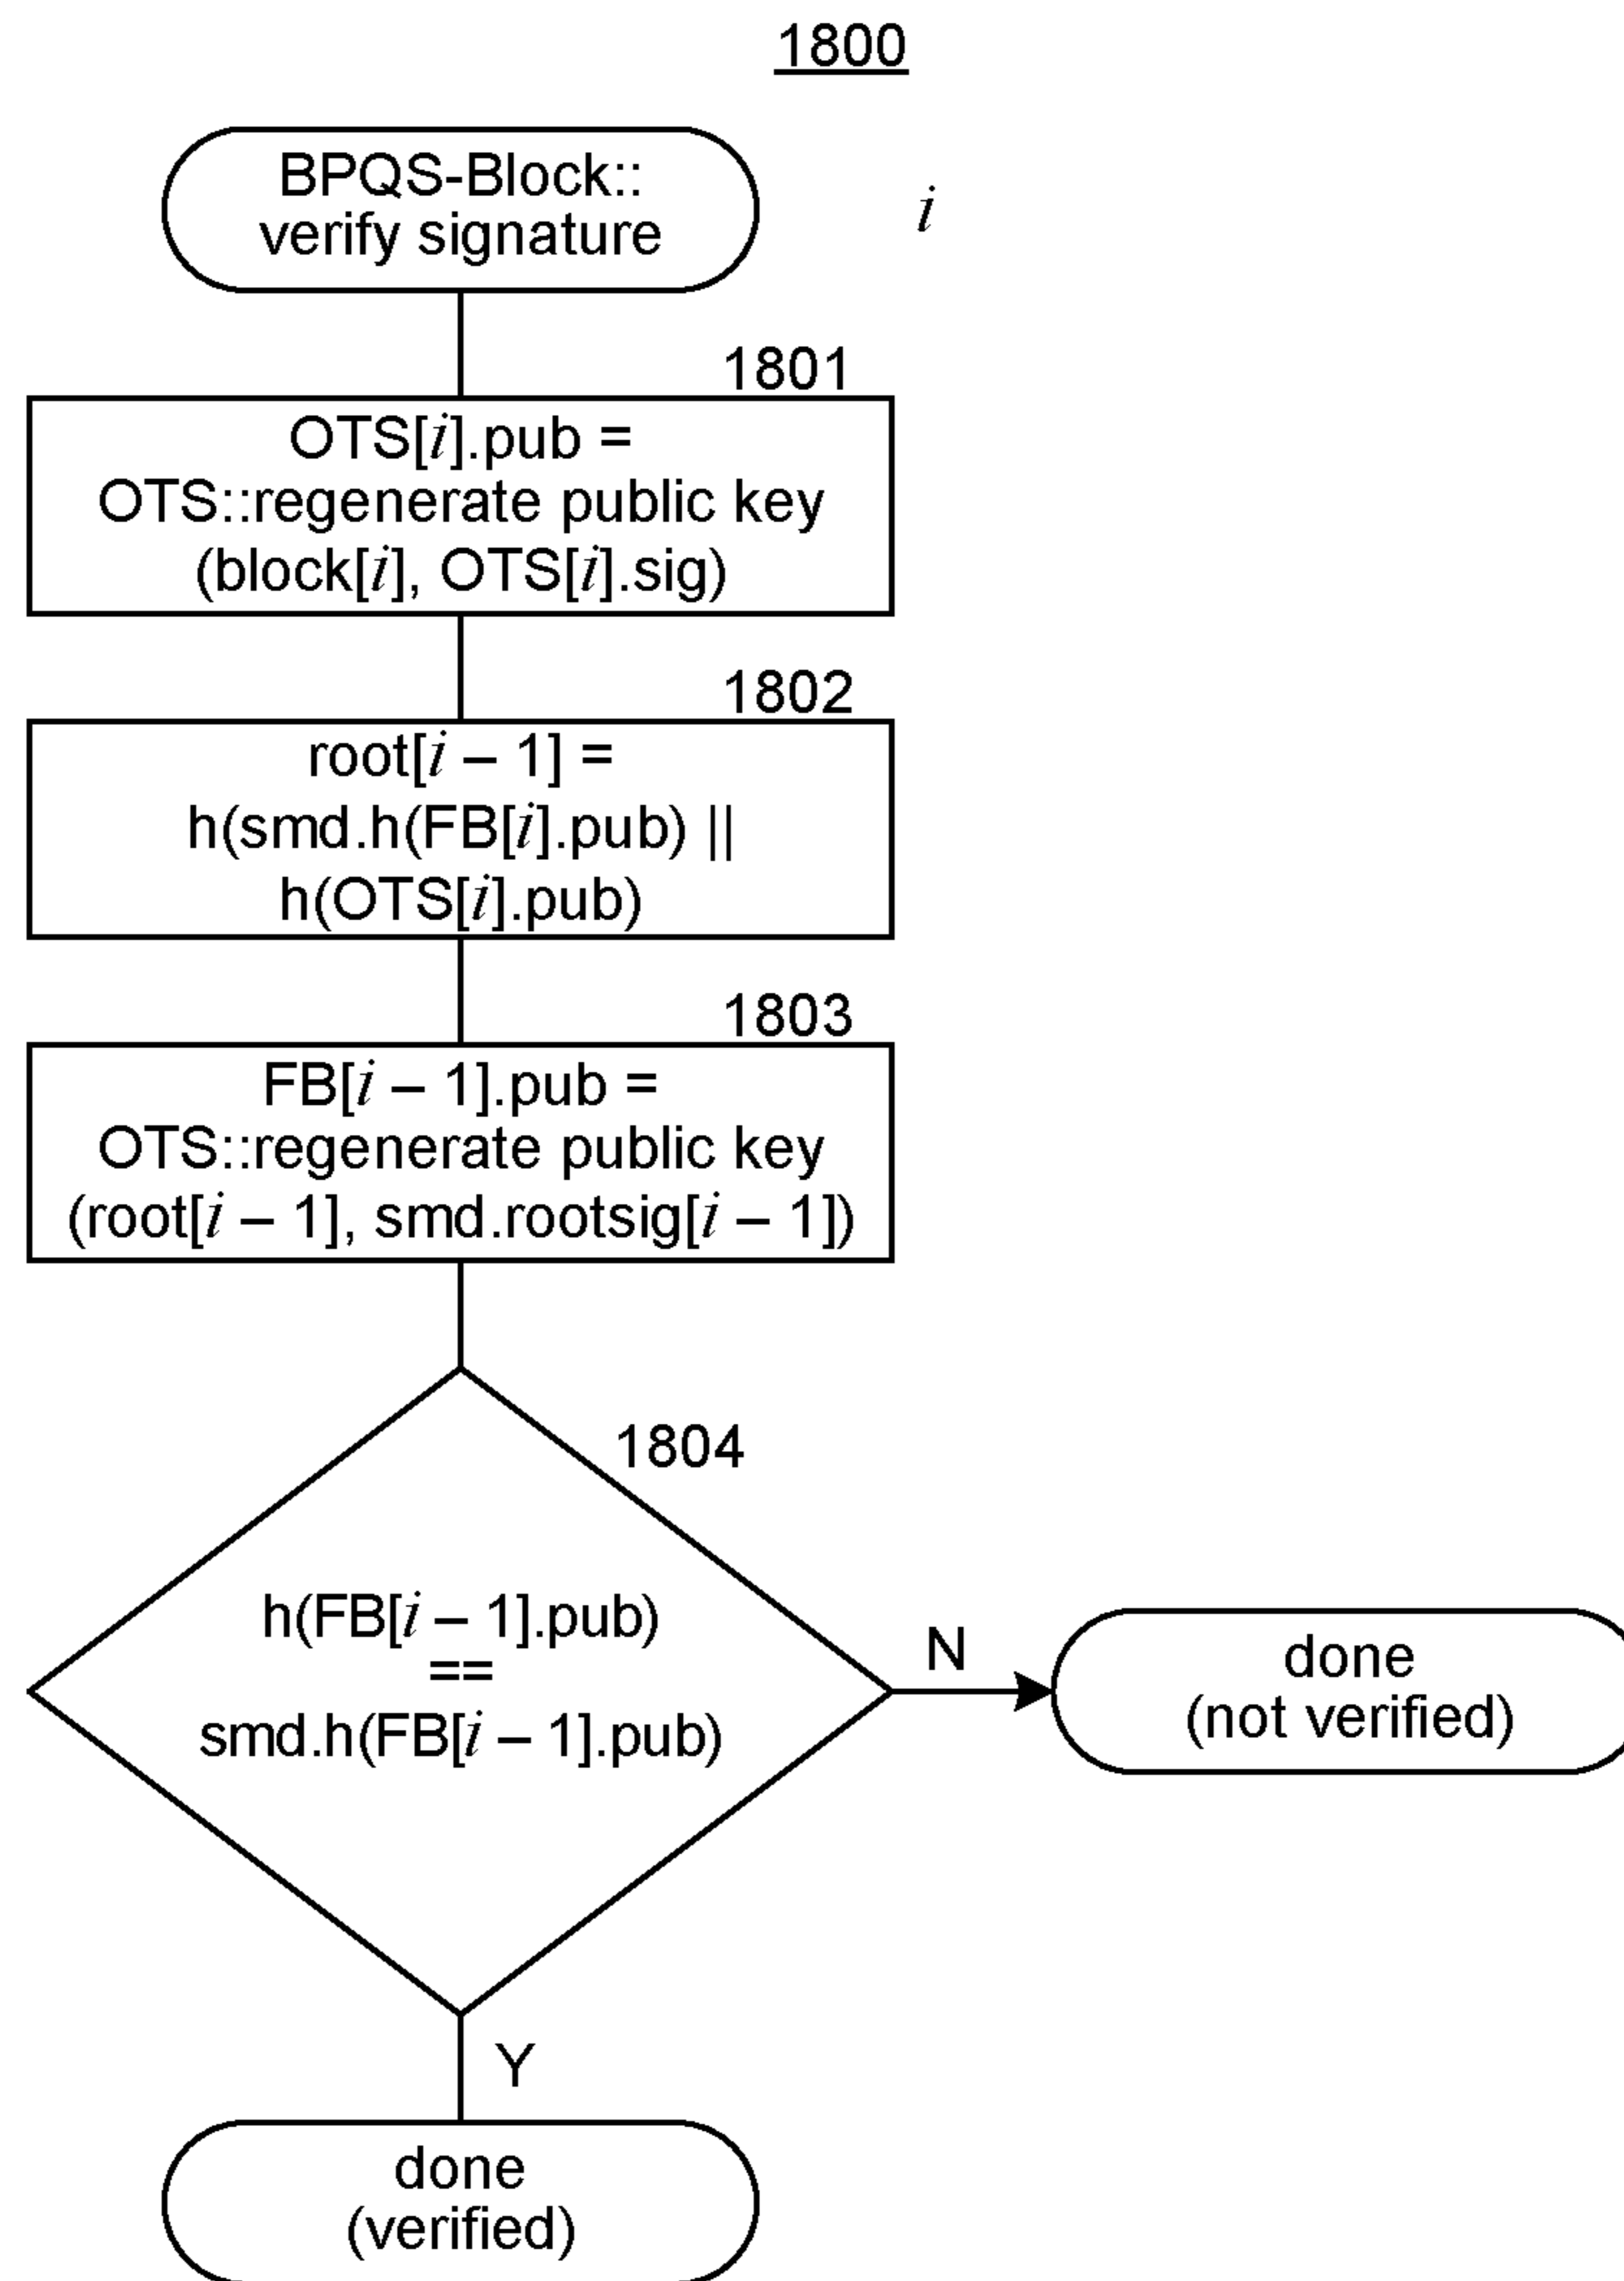 1800
BPQS-Block::
verify signature
i
1801
OTS[i].pub =
OTS::regenerate public key
(block[i], OTS[i].sig)
1802
root[i – 1] =
h(smd.h(FB[i].pub) ||
h(OTS[i].pub)
1803
FB[i – 1].pub =
OTS::regenerate public key
(root[i – 1], smd.rootsig[i – 1])
1804
h(FB[i – 1].pub)
==
smd.h(FB[i – 1].pub)
N
done
(not verified)
Y
done
(verified)